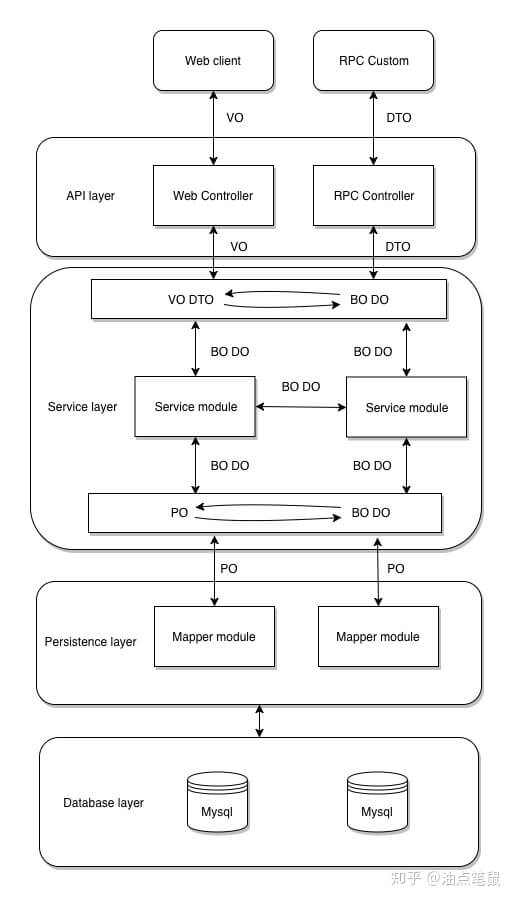 Web client
RPC Custom
VO
DTO
API layer
Web Controller
RPC Controller
VO
DTO
VO DTO
BO DO
BO DO
BO DO
BO DO
Service layer
Service module
Service module
BO DO
BO DO
PO
BO DO
PO
PO
Persistence layer
Mapper module
Mapper module
Database layer
Mysql
Mysql
知乎 @油点笔鼠